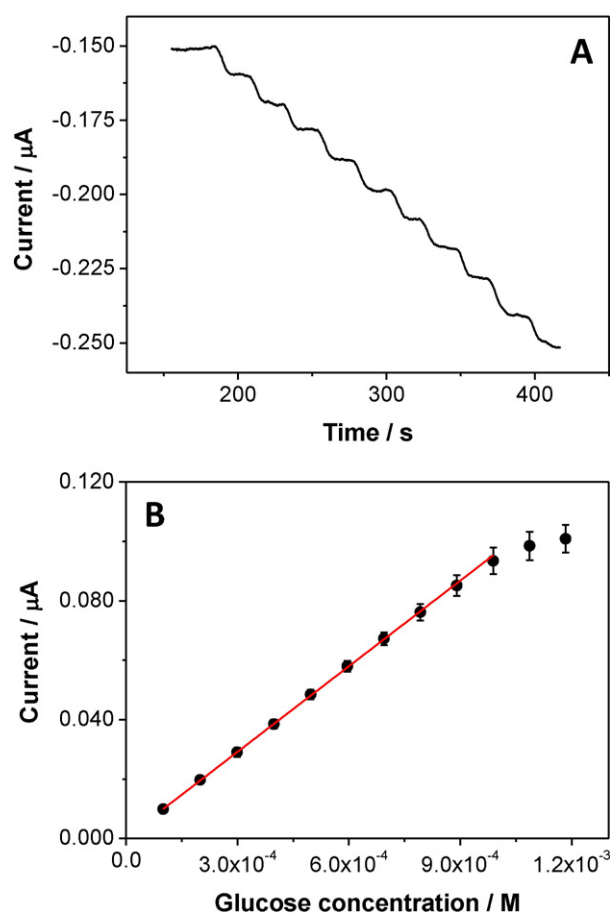 A
-0.150
-0.175
-0.200
-0.225
-0.250
Current / μA
200 300 400
Time / s
B
0.120
0.080
0.040
0.000
Current / μA
0.0 3.0x10⁻⁴ 6.0x10⁻⁴ 9.0x10⁻⁴ 1.2x10⁻³
Glucose concentration / M